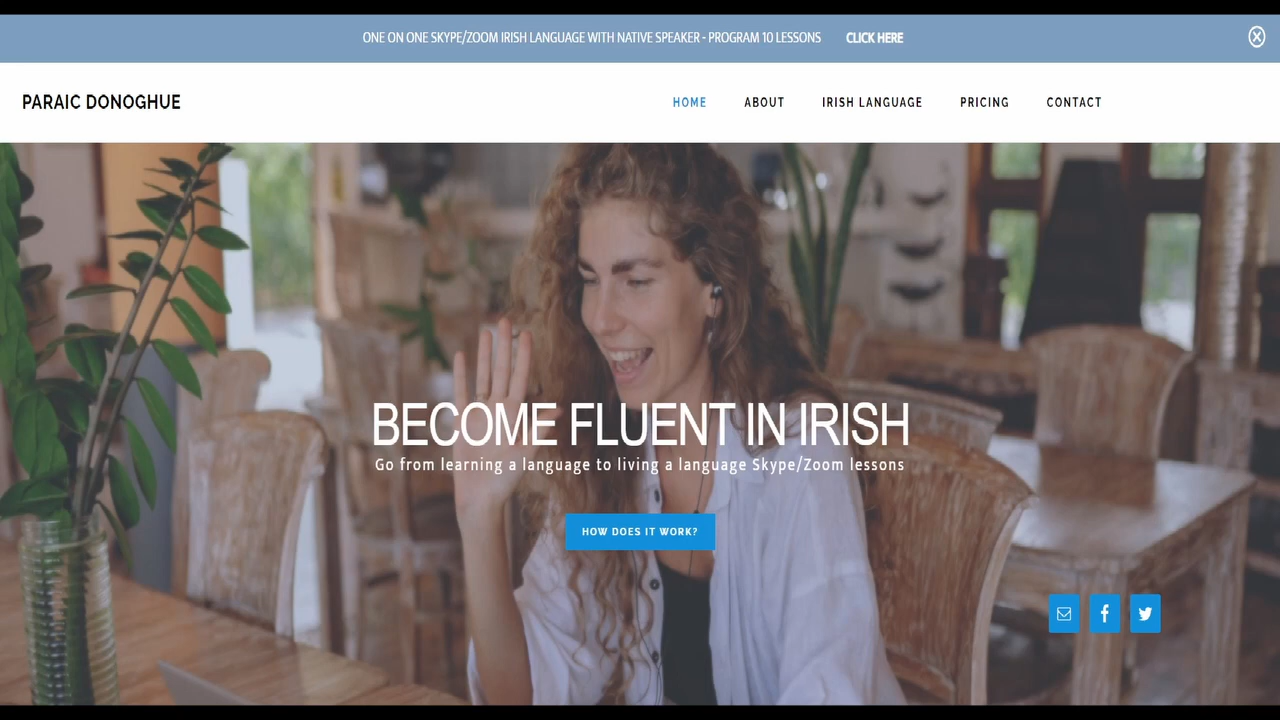 ONE ON ONE SKYPE/ZOOM IRISH LANGUAGE WITH NATIVE SPEAKER - PROGRAM 10 LESSONS CLICK HERE
PARAIC DONOGHUE
HOME ABOUT IRISH LANGUAGE PRICING CONTACT
BECOME FLUENT IN IRISH
Go from learning a language to living a language Skype/Zoom lessons
HOW DOES IT WORK?